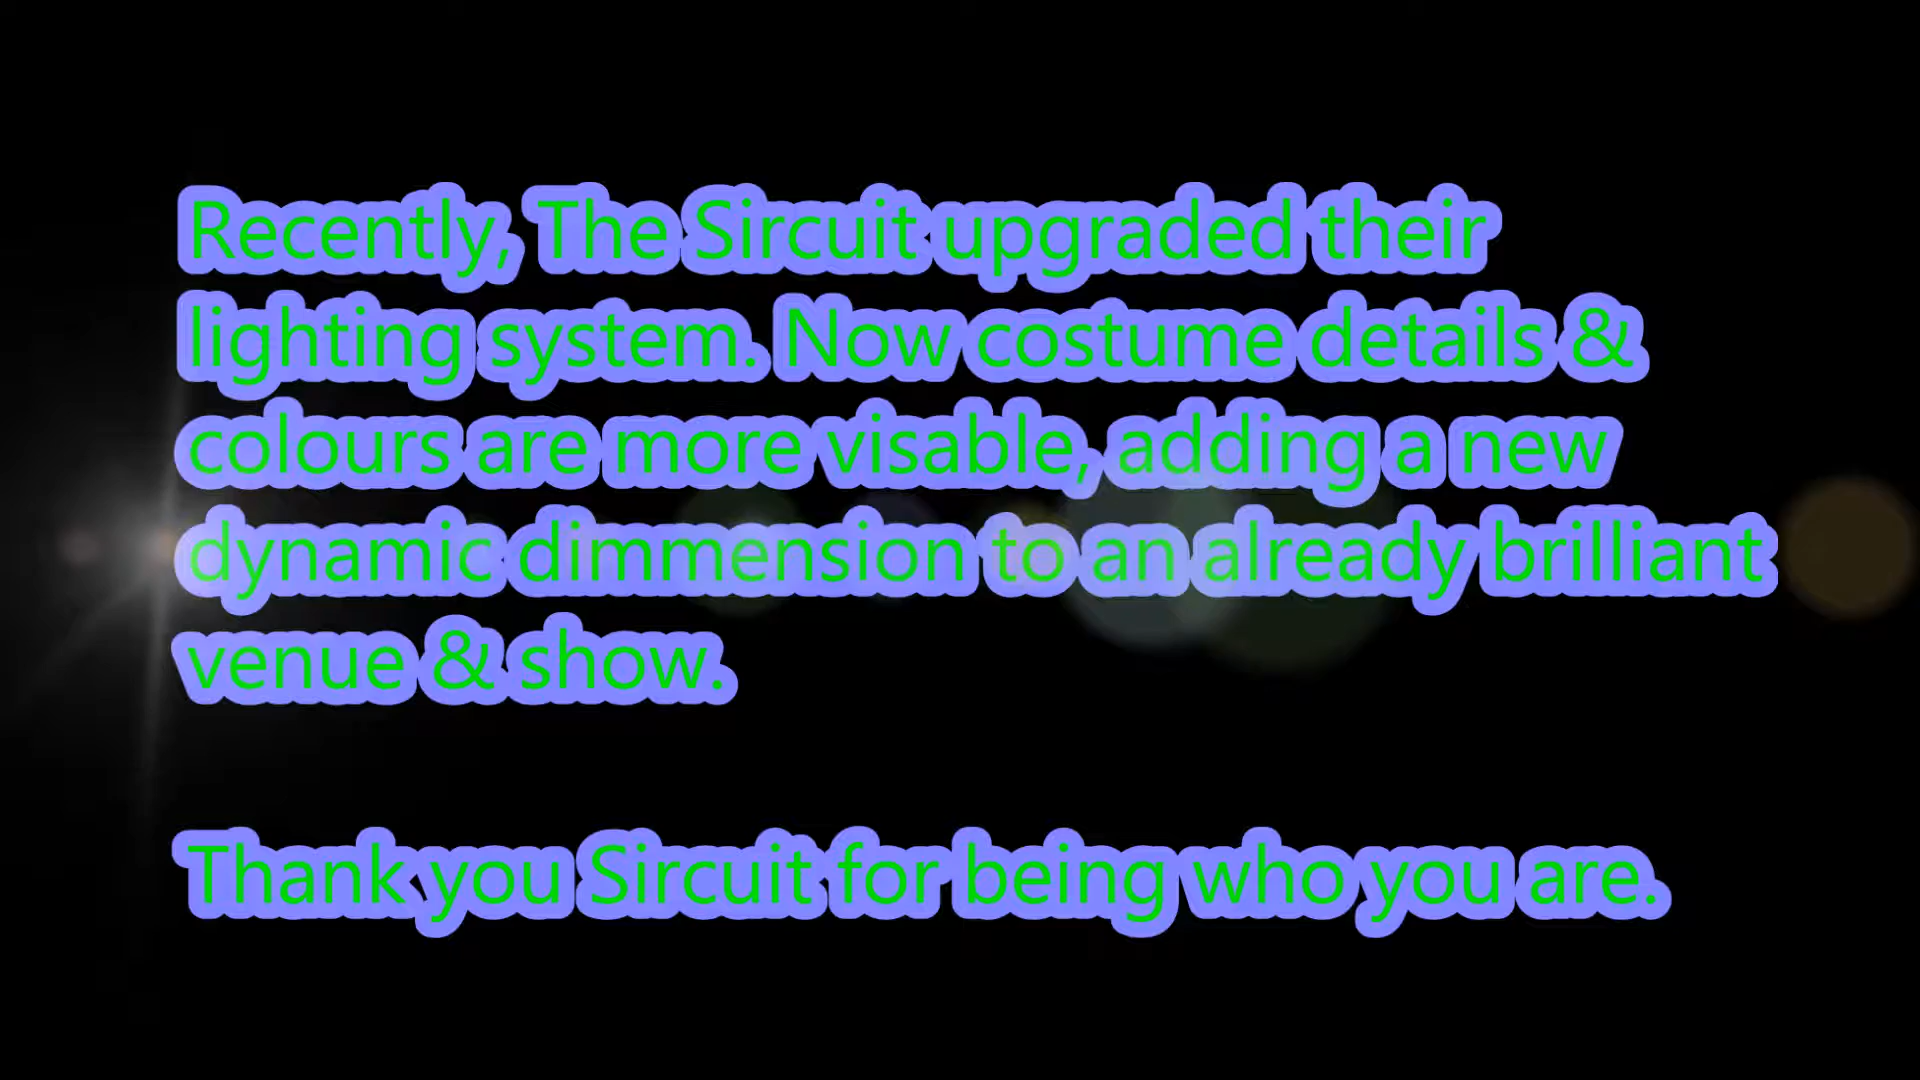 Recently, The Sircuit upgraded their
lighting system. Now costume details &
colours are more visable, adding a new
dynamic dimmension to an already brilliant
venue & show.
Thank you Sircuit for being who you are.